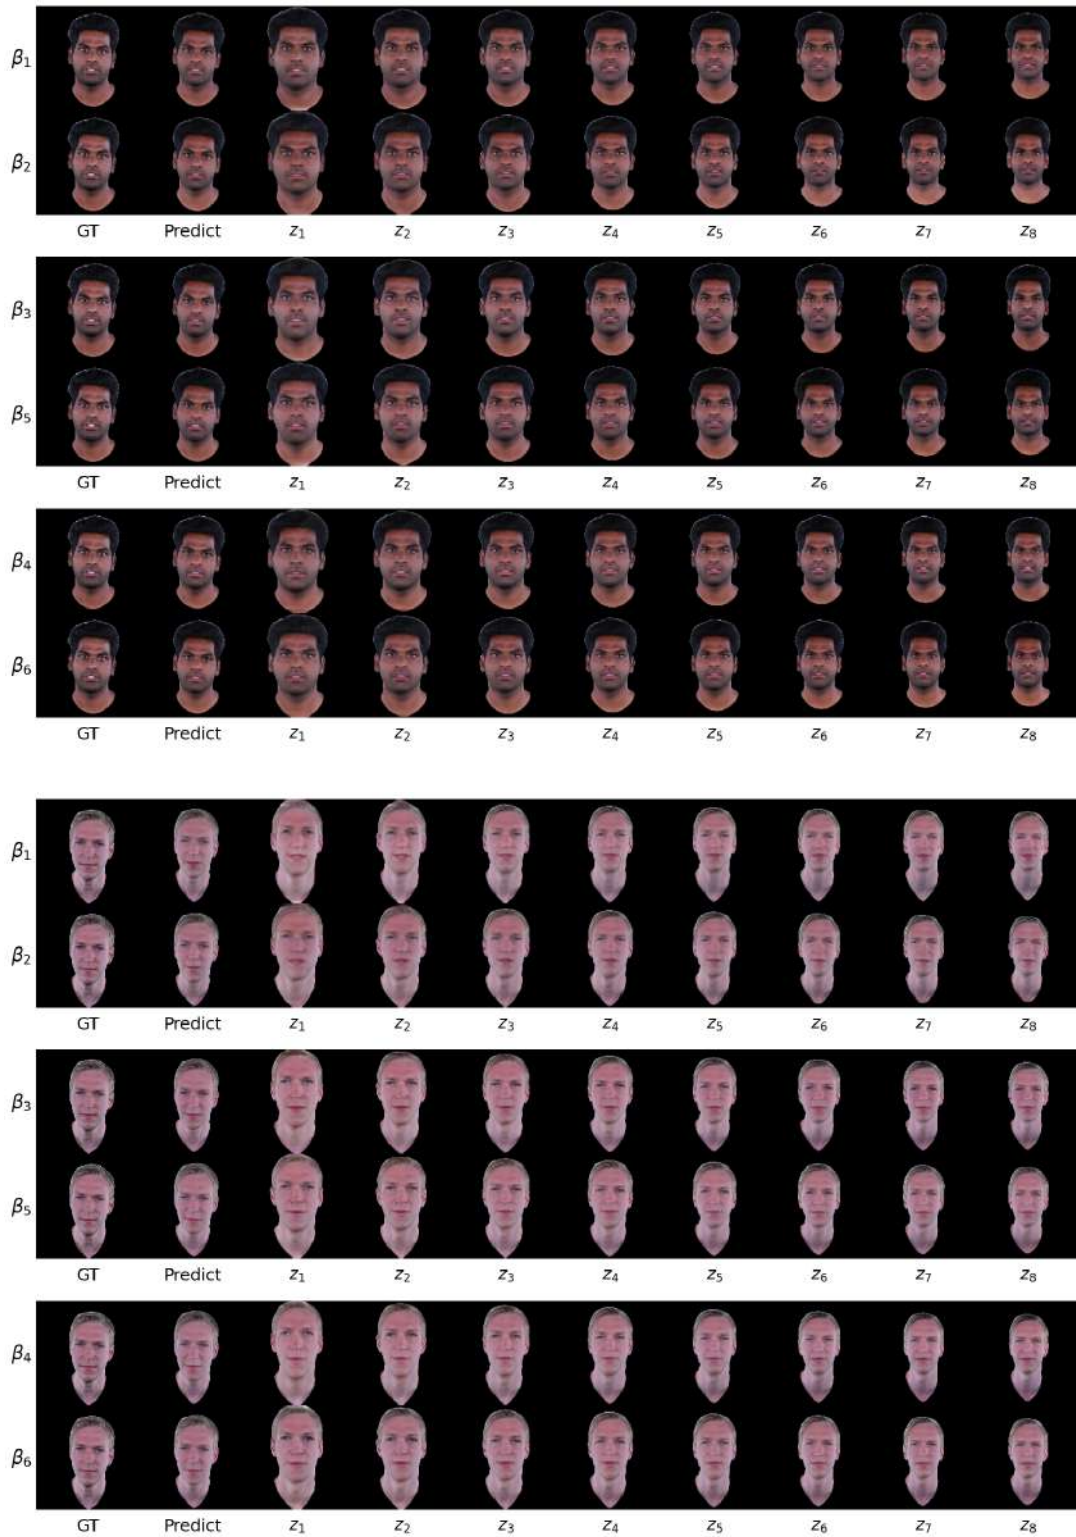 β₁
β₂
GT Predict z₁ z₂ z₃ z₄ z₅ z₆ z₇ z₈
β₃
β₅
GT Predict z₁ z₂ z₃ z₄ z₅ z₆ z₇ z₈
β₄
β₆
GT Predict z₁ z₂ z₃ z₄ z₅ z₆ z₇ z₈
β₁
β₂
GT Predict z₁ z₂ z₃ z₄ z₅ z₆ z₇ z₈
β₃
β₅
GT Predict z₁ z₂ z₃ z₄ z₅ z₆ z₇ z₈
β₄
β₆
GT Predict z₁ z₂ z₃ z₄ z₅ z₆ z₇ z₈